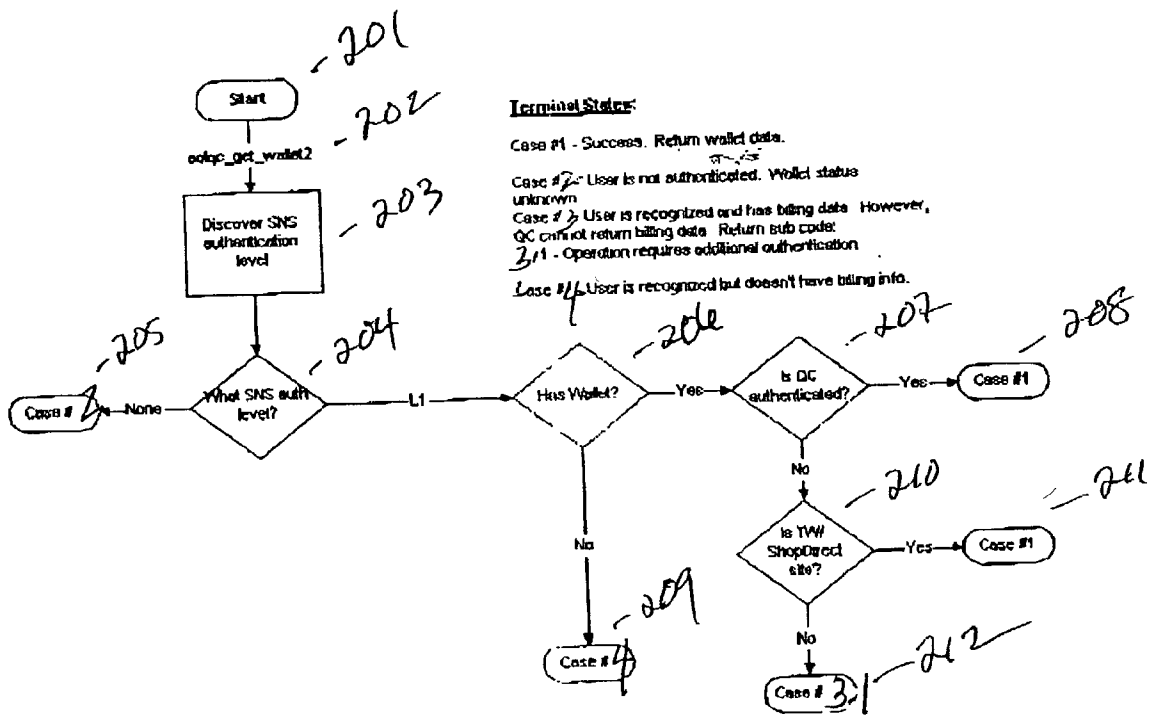 201
Start
202
aolqc_get_wallet2
Discover SNS
authentication
level
203
Terminal States:
Case #1 - Success. Return wallet data.
Case #2- User is not authenticated. Wallet status
unknown
Case # 3 User is recognized and has billing data However,
QC cannot return billing data Return sub code:
3.1 - Operation requires additional authentication
Case #4 User is recognized but doesn't have billing info.
205
204
206
207
208
Case # 2
None
What SNS auth
level?
L1
Has Wallet?
Yes
Is QC
authenticated?
Yes
Case #1
No
210
211
No
Is TW
ShopDirect
site?
Yes
Case #1
209
No
Case # 4
212
Case # 3.1